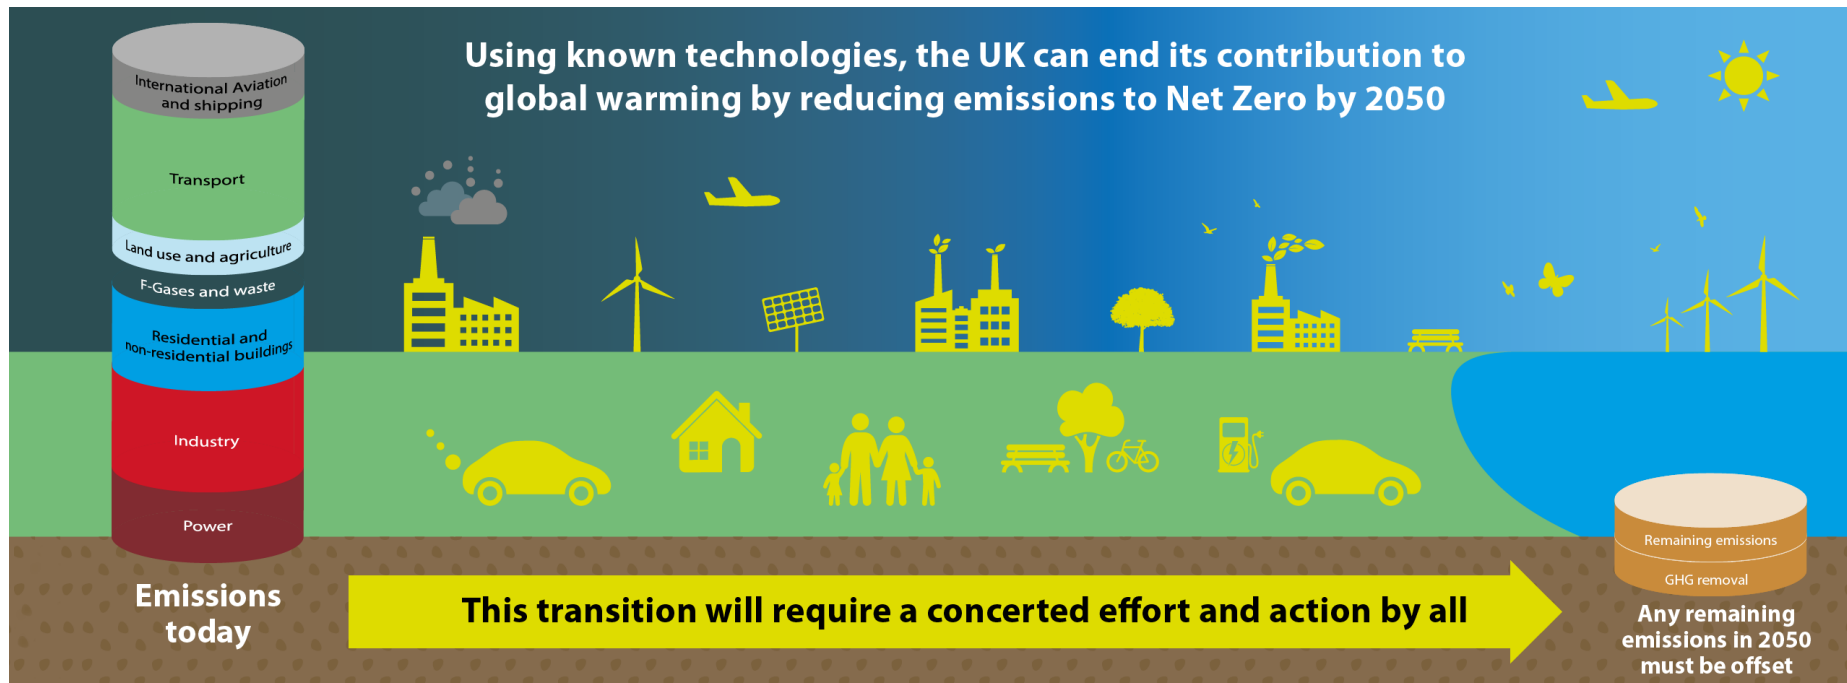 Using known technologies, the UK can end its contribution to
global warming by reducing emissions to Net Zero by 2050
International Aviation
and shipping
Transport
Land use and agriculture
F-Gases and waste
Residential and
non-residential buildings
Industry
Power
Emissions
today
This transition will require a concerted effort and action by all
Remaining emissions
GHG removal
Any remaining
emissions in 2050
must be offset